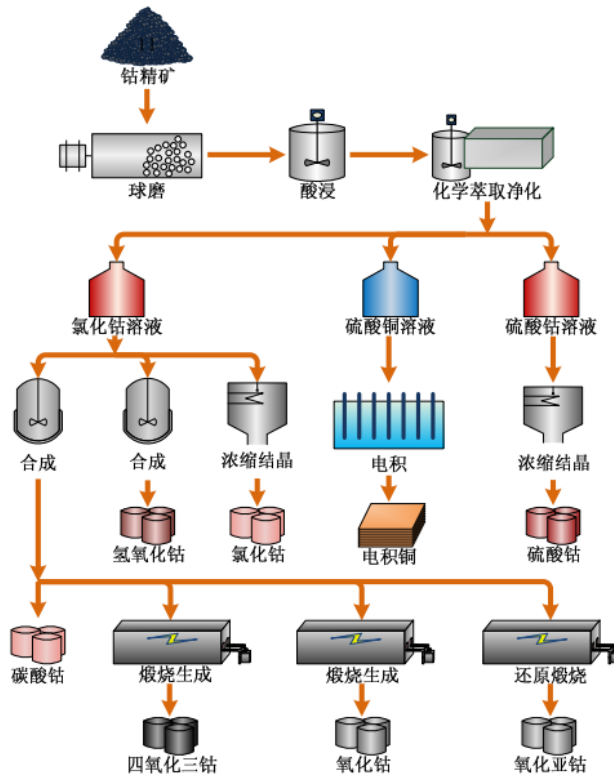 钴精矿
球磨
酸浸
化学萃取净化
氯化钴溶液
硫酸铜溶液
硫酸钴溶液
合成
合成
浓缩结晶
电积
浓缩结晶
氢氧化钴
氯化钴
电积铜
硫酸钴
碳酸钴
煅烧生成
煅烧生成
还原煅烧
四氧化三钴
氧化钴
氧化亚钴